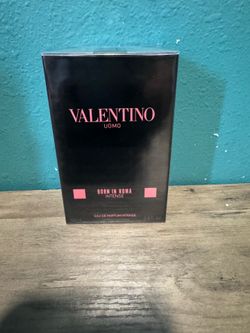 VALENTINO
UOMO
BORN IN ROMA
INTENSE
EAU DE PARFUM INTENSE